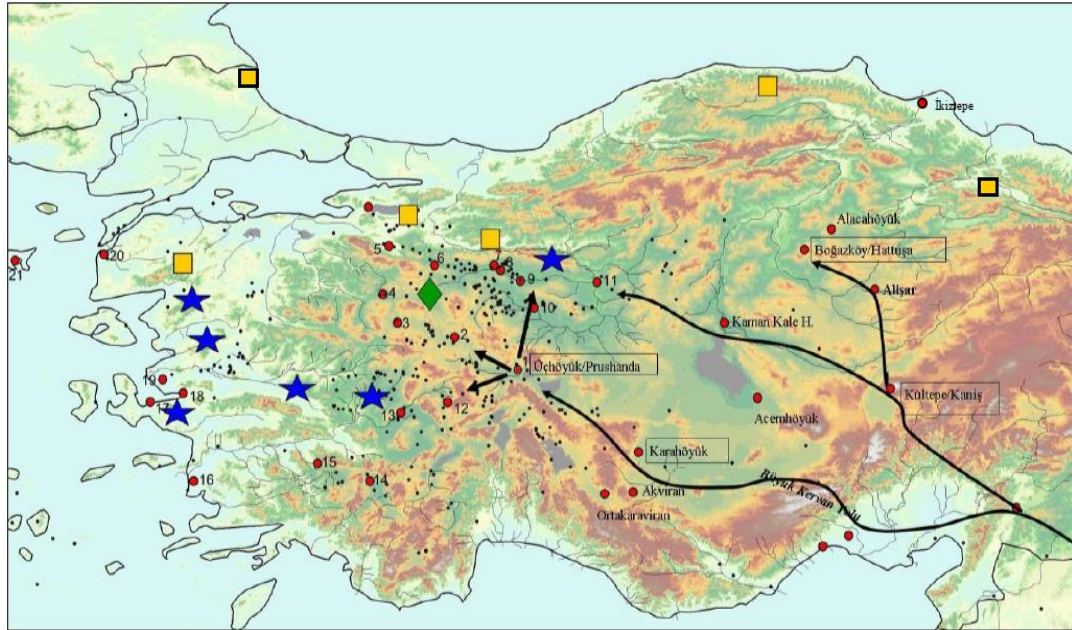 İkiztepe
Alacahöyük
Boğazköy/Hattuşa
20
5
21
6
7
8
9
11
Alişar
4
10
3
Kaman Kale H.
2
1
Üçhöyük/Prushanda
19
18
Kültepe/Kaniş
17
12
Acemhöyük
13
15
Karahöyük
16
14
Akviran
Büyük Kervan Yolu
Ortakaraviran